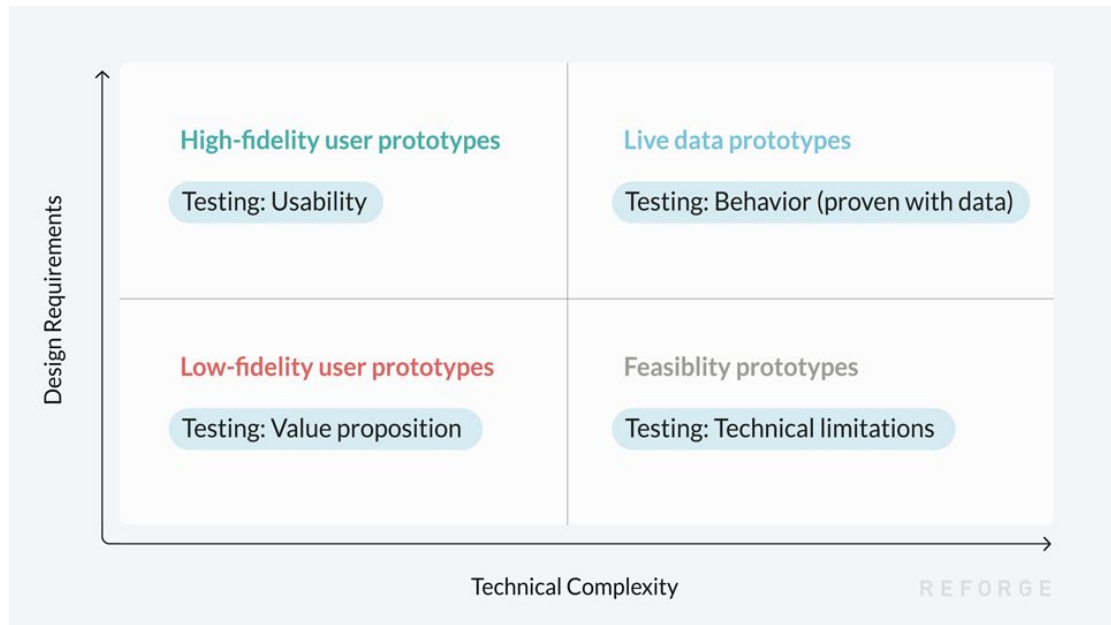 High-fidelity user prototypes
Live data prototypes
Testing: Usability
Testing: Behavior (proven with data)
Design Requirements
Low-fidelity user prototypes
Feasiblity prototypes
Testing: Value proposition
Testing: Technical limitations
Technical Complexity
REFORGE